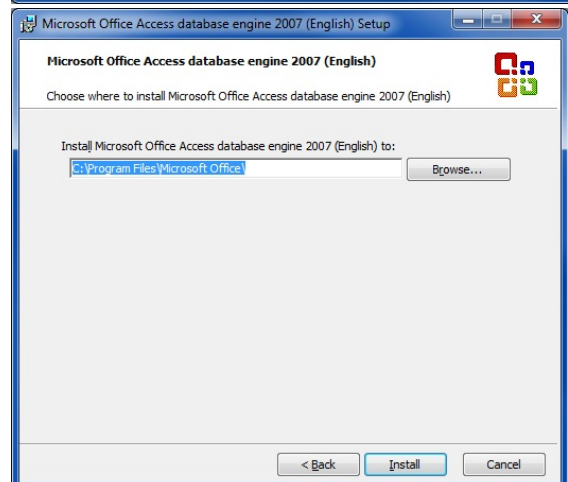 Microsoft Office Access database engine 2007 (English) Setup
Microsoft Office Access database engine 2007 (English)
Choose where to install Microsoft Office Access database engine 2007 (English)
Install Microsoft Office Access database engine 2007 (English) to:
C:\Program Files\Microsoft Office\
Browse...
< Back
Install
Cancel